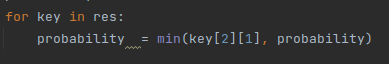 for key in res:
    probability  = min(key[2][1], probability)